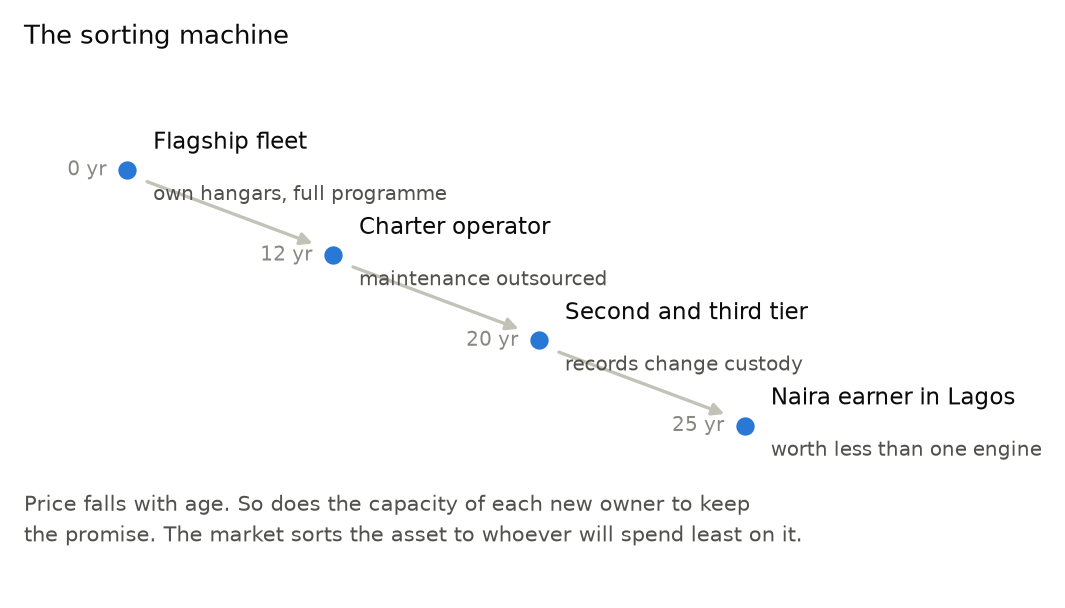 The sorting machine
Flagship fleet
0 yr
own hangars, full programme
Charter operator
12 yr
maintenance outsourced
Second and third tier
20 yr
records change custody
Naira earner in Lagos
25 yr
worth less than one engine
Price falls with age. So does the capacity of each new owner to keep
the promise. The market sorts the asset to whoever will spend least on it.